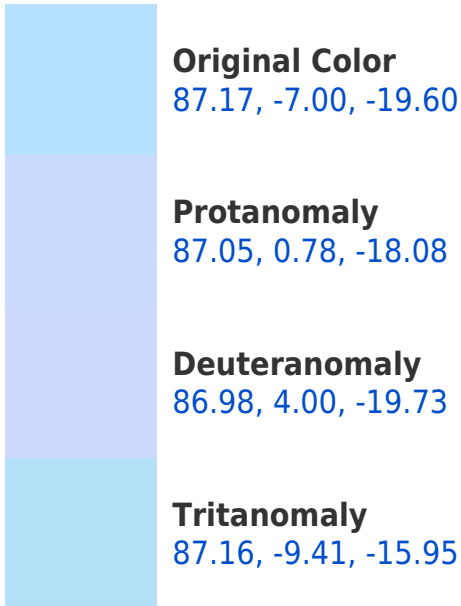 Original Color
87.17, -7.00, -19.60
Protanomaly
87.05, 0.78, -18.08
Deuteranomaly
86.98, 4.00, -19.73
Tritanomaly
87.16, -9.41, -15.95